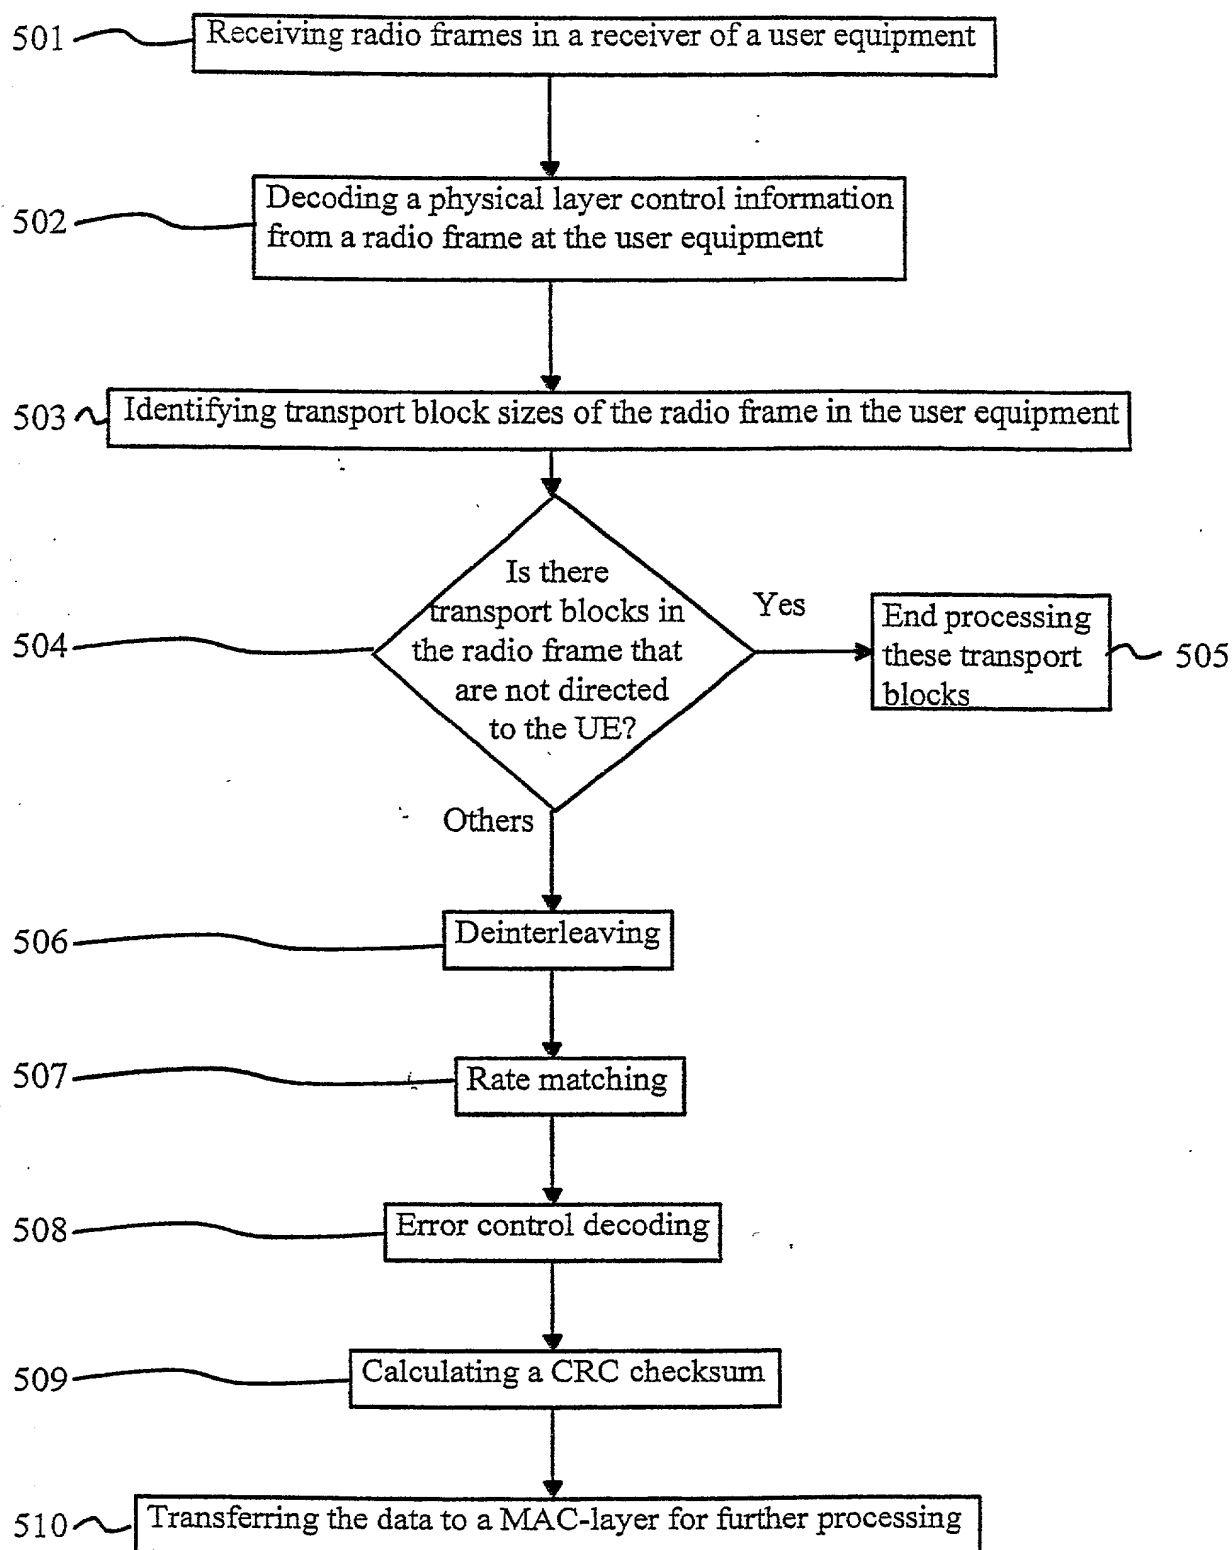 501
Receiving radio frames in a receiver of a user equipment
502
Decoding a physical layer control information
from a radio frame at the user equipment
503
Identifying transport block sizes of the radio frame in the user equipment
504
Is there
transport blocks in
the radio frame that
are not directed
to the UE?
Yes
End processing
these transport
blocks
505
Others
506
Deinterleaving
507
Rate matching
508
Error control decoding
509
Calculating a CRC checksum
510
Transferring the data to a MAC-layer for further processing